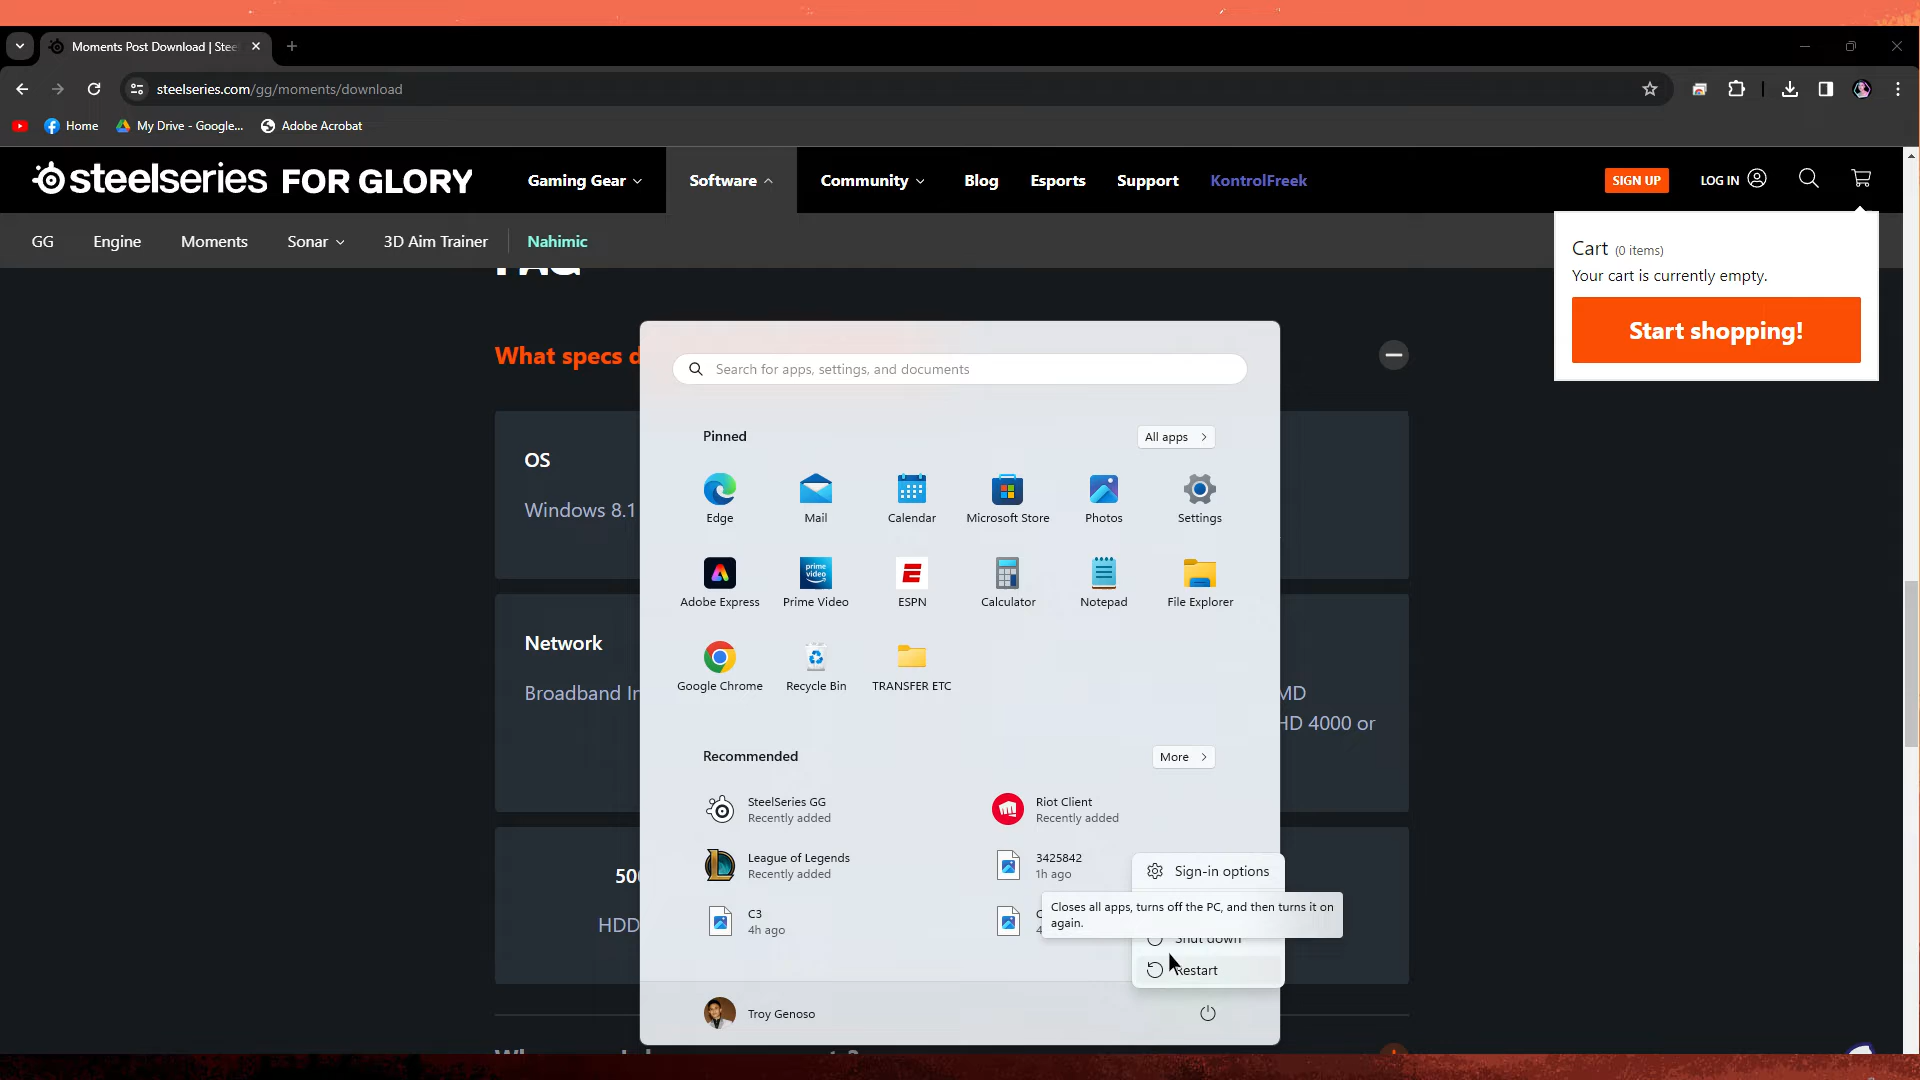 Moments Post Download | Stee
steelseries.com/gg/moments/download
Home
My Drive - Google...
Adobe Acrobat
steelseries FOR GLORY
Gaming Gear
Software
Community
Blog
Esports
Support
KontrolFreek
SIGN UP
LOG IN
GG
Engine
Moments
Sonar
3D Aim Trainer
Nahimic
Cart (0 items)
Your cart is currently empty.
Start shopping!
FAQ
What specs d
OS
Windows 8.1
Network
Broadband In
MD
HD 4000 or
500
HDD
Search for apps, settings, and documents
Pinned
All apps
Edge
Mail
Calendar
Microsoft Store
Photos
Settings
Adobe Express
prime video
Prime Video
ESPN
Calculator
Notepad
File Explorer
Google Chrome
Recycle Bin
TRANSFER ETC
Recommended
More
SteelSeries GG
Recently added
Riot Client
Recently added
League of Legends
Recently added
3425842
1h ago
C3
4h ago
Sign-in options
Closes all apps, turns off the PC, and then turns it on
again.
Shut down
Restart
Troy Genoso